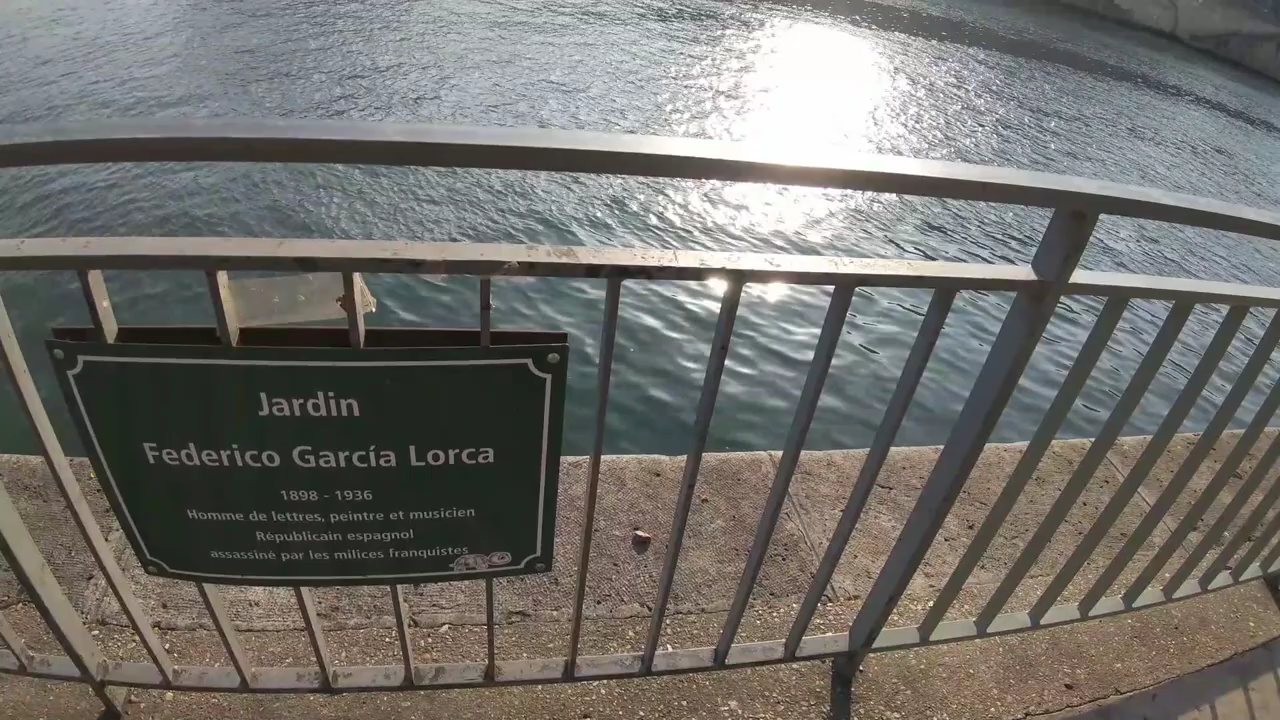 Jardin
Federico García Lorca
1898 - 1936
Homme de lettres, peintre et musicien
Républicain espagnol
assassiné par les milices franquistes